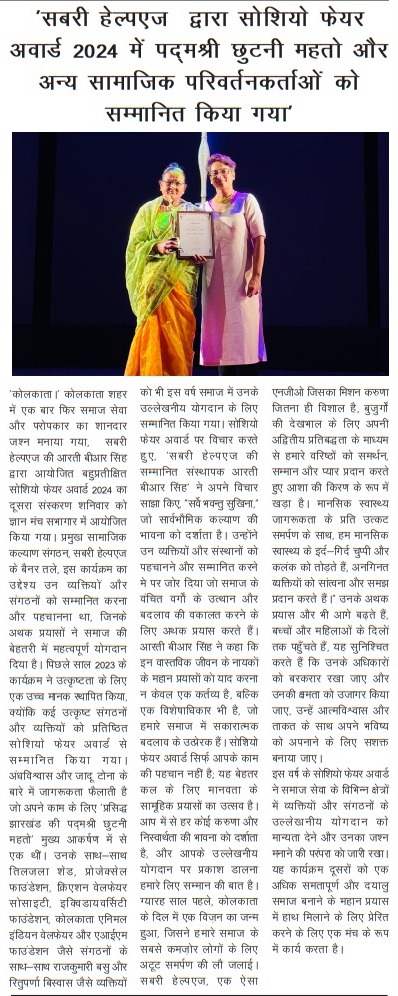 'सबरी हेल्पएज द्वारा सोशियो फेयर
अवार्ड 2024 में पद्मश्री छुटनी महतो और
अन्य सामाजिक परिवर्तनकर्ताओं को
सम्मानित किया गया'
'कोलकाता।' कोलकाता शहर
में एक बार फिर समाज सेवा
और परोपकार का शानदार
जश्न मनाया गया, सबरी
हेल्पएज की आरती बीआर सिंह
द्वारा आयोजित बहुप्रतीक्षित
सोशियो फेयर अवार्ड 2024 का
दूसरा संस्करण शनिवार को
ज्ञान मंच सभागार में आयोजित
किया गया। प्रमुख सामाजिक
कल्याण संगठन, सबरी हेल्पएज
के बैनर तले, इस कार्यक्रम का
उद्देश्य उन व्यक्तियों और
संगठनों को सम्मानित करना
और पहचानना था, जिनके
अथक प्रयासों ने समाज की
बेहतरी में महत्वपूर्ण योगदान
दिया है। पिछले साल 2023 के
कार्यक्रम ने उत्कृष्टता के लिए
एक उच्च मानक स्थापित किया,
क्योंकि कई उत्कृष्ट संगठनों
और व्यक्तियों को प्रतिष्ठित
सोशियो फेयर अवार्ड से
सम्मानित किया गया।
अंधविश्वास और जादू टोना के
बारे में जागरूकता फैलाती है
जो अपने काम के लिए 'प्रसिद्ध
झारखंड की पद्मश्री छुटनी
महतो' मुख्य आकर्षण में से
एक थीं। उनके साथ–साथ
तिलजला शेड, प्रोजेक्सेल
फाउंडेशन, क्रिएशन वेलफेयर
सोसाइटी, इक्विडायवर्सिटी
फाउंडेशन, कोलकाता एनिमल
इंडियन वेलफेयर और एआईएम
फाउंडेशन जैसे संगठनों के
साथ–साथ राजकुमारी बसु और
रितुपर्णा बिस्वास जैसे व्यक्तियों
को भी इस वर्ष समाज में उनके
उल्लेखनीय योगदान के लिए
सम्मानित किया गया। सोशियो
फेयर अवार्ड पर विचार करते
हुए, 'सबरी हेल्पएज की
सम्मानित संस्थापक आरती
बीआर सिंह' ने अपने विचार
साझा किए, "सर्वे भवन्तु सुखिना,"
जो सार्वभौमिक कल्याण की
भावना को दर्शाता है। उन्होंने
उन व्यक्तियों और संस्थानों को
पहचानने और सम्मानित करने
मे पर जोर दिया जो समाज के
वंचित वर्गों के उत्थान और
बदलाव की वकालत करने के
लिए अथक प्रयास करते हैं।
आरती बीआर सिंह ने कहा कि
इन वास्तविक जीवन के नायकों
के महान प्रयासों को याद करना
न केवल एक कर्तव्य है, बल्कि
एक विशेषाधिकार भी है, जो
हमारे समाज में सकारात्मक
बदलाव के उत्प्रेरक हैं। सोशियो
फेयर अवार्ड सिर्फ आपके काम
की पहचान नहीं है; यह बेहतर
कल के लिए मानवता के
सामूहिक प्रयासों का उत्सव है।
आप में से हर कोई करुणा और
निस्वार्थता की भावना को दर्शाता
है, और आपके उल्लेखनीय
योगदान पर प्रकाश डालना
हमारे लिए सम्मान की बात है।
ग्यारह साल पहले, कोलकाता
के दिल में एक विज़न का जन्म
हुआ, जिसने हमारे समाज के
सबसे कमज़ोर लोगों के लिए
अटूट समर्पण की लौ जलाई।
सबरी हेल्पएज, एक ऐसा
एनजीओ जिसका मिशन करुणा
जितना ही विशाल है, बुजुर्गों
की देखभाल के लिए अपनी
अद्वितीय प्रतिबद्धता के माध्यम
से हमारे वरिष्ठों को समर्थन,
सम्मान और प्यार प्रदान करते
हुए आशा की किरण के रूप में
खड़ा है। मानसिक स्वास्थ्य
जागरूकता के प्रति उत्कट
समर्पण के साथ, हम मानसिक
स्वास्थ्य के इर्द–गिर्द चुप्पी और
कलंक को तोड़ते हैं, अनगिनत
व्यक्तियों को सांत्वना और समझ
प्रदान करते हैं।" उनके अथक
प्रयास और भी आगे बढ़ते हैं,
बच्चों और महिलाओं के दिलों
तक पहुँचते हैं, यह सुनिश्चित
करते हैं कि उनके अधिकारों
को बरकरार रखा जाए और
उनकी क्षमता को उजागर किया
जाए, उन्हें आत्मविश्वास और
ताकत के साथ अपने भविष्य
को अपनाने के लिए सशक्त
बनाया जाए।
इस वर्ष के सोशियो फेयर अवार्ड
ने समाज सेवा के विभिन्न क्षेत्रों
में व्यक्तियों और संगठनों के
उल्लेखनीय योगदान को
मान्यता देने और उनका जश्न
मनाने की परंपरा को जारी रखा।
यह कार्यक्रम दूसरों को एक
अधिक समतापूर्ण और दयालु
समाज बनाने के महान प्रयास
में हाथ मिलाने के लिए प्रेरित
करने के लिए एक मंच के रूप
में कार्य करता है।